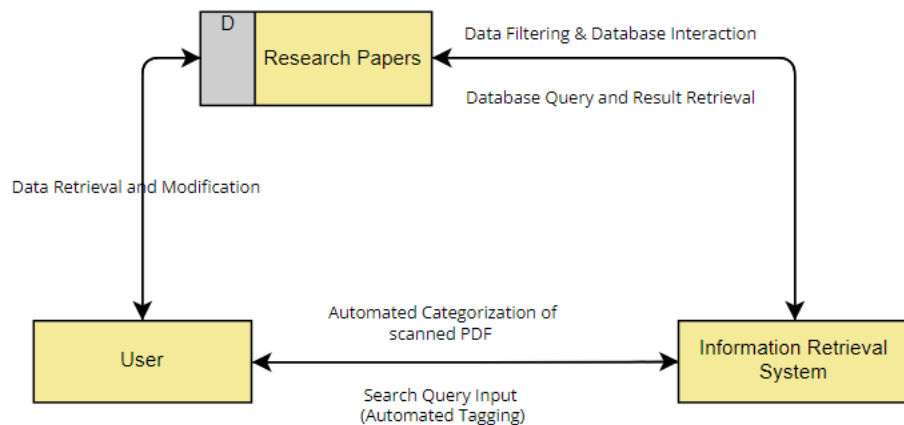 D
Research Papers
Data Filtering & Database Interaction
Database Query and Result Retrieval
Data Retrieval and Modification
Automated Categorization of
scanned PDF
User
Information Retrieval
System
Search Query Input
(Automated Tagging)